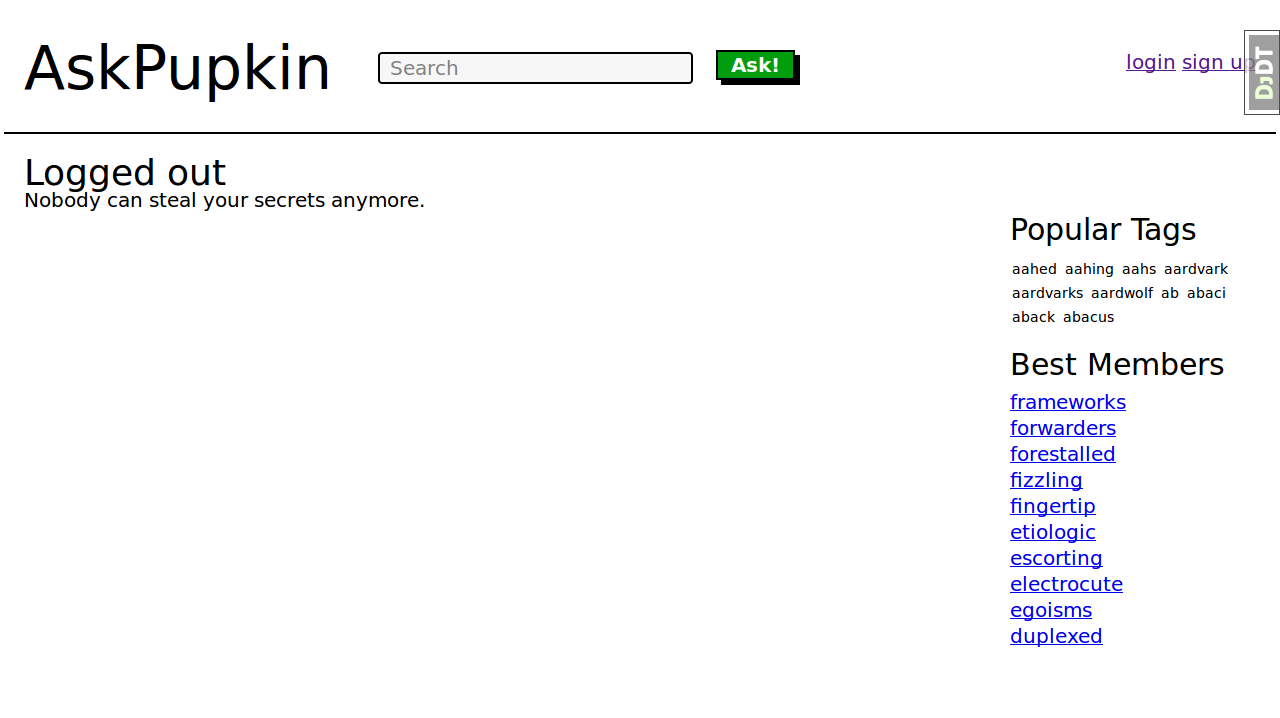 AskPupkin
Search
Ask!
login sign up
DJDT
Logged out
Nobody can steal your secrets anymore.
Popular Tags
aahed aahing aahs aardvark
aardvarks aardwolf ab abaci
aback abacus
Best Members
frameworks
forwarders
forestalled
fizzling
fingertip
etiologic
escorting
electrocute
egoisms
duplexed